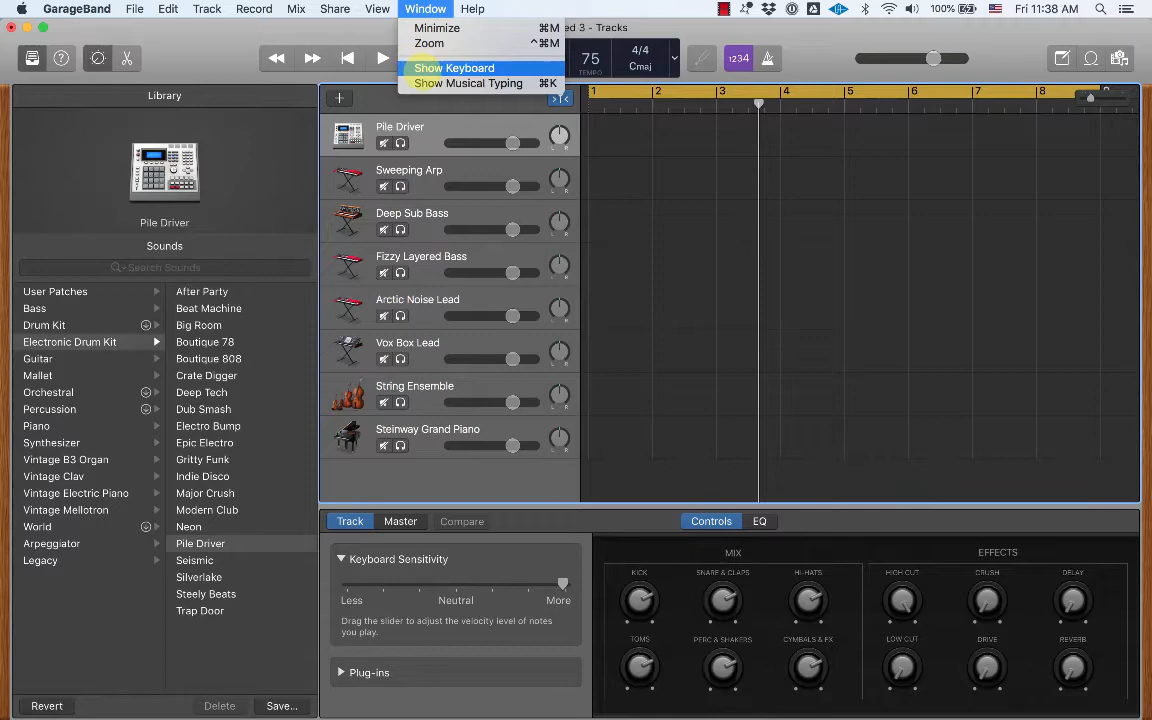 GarageBand File Edit Track Record Mix Share View Window Help 100% Fri 11:38 AM
ed 3 - Tracks
Minimize ⌘M
Zoom ^⌘M
Show Keyboard
Show Musical Typing ⌘K
75
TEMPO
4/4
Cmaj
1234
Library
Pile Driver
Sounds
Search Sounds
User Patches
Bass
Drum Kit
Electronic Drum Kit
Guitar
Mallet
Orchestral
Percussion
Piano
Synthesizer
Vintage B3 Organ
Vintage Clav
Vintage Electric Piano
Vintage Mellotron
World
Arpeggiator
Legacy
After Party
Beat Machine
Big Room
Boutique 78
Boutique 808
Crate Digger
Deep Tech
Dub Smash
Electro Bump
Epic Electro
Gritty Funk
Indie Disco
Major Crush
Modern Club
Neon
Pile Driver
Seismic
Silverlake
Steely Beats
Trap Door
Revert Delete Save...
1 2 3 4 5 6 7 8
Pile Driver
L R
Sweeping Arp
L R
Deep Sub Bass
L R
Fizzy Layered Bass
L R
Arctic Noise Lead
L R
Vox Box Lead
L R
String Ensemble
L R
Steinway Grand Piano
L R
Track Master Compare Controls EQ
Keyboard Sensitivity
Less Neutral More
Drag the slider to adjust the velocity level of notes
you play.
Plug-ins
MIX
KICK SNARE & CLAPS HI-HATS
TOMS PERC & SHAKERS CYMBALS & FX
EFFECTS
HIGH CUT CRUSH DELAY
LOW CUT DRIVE REVERB